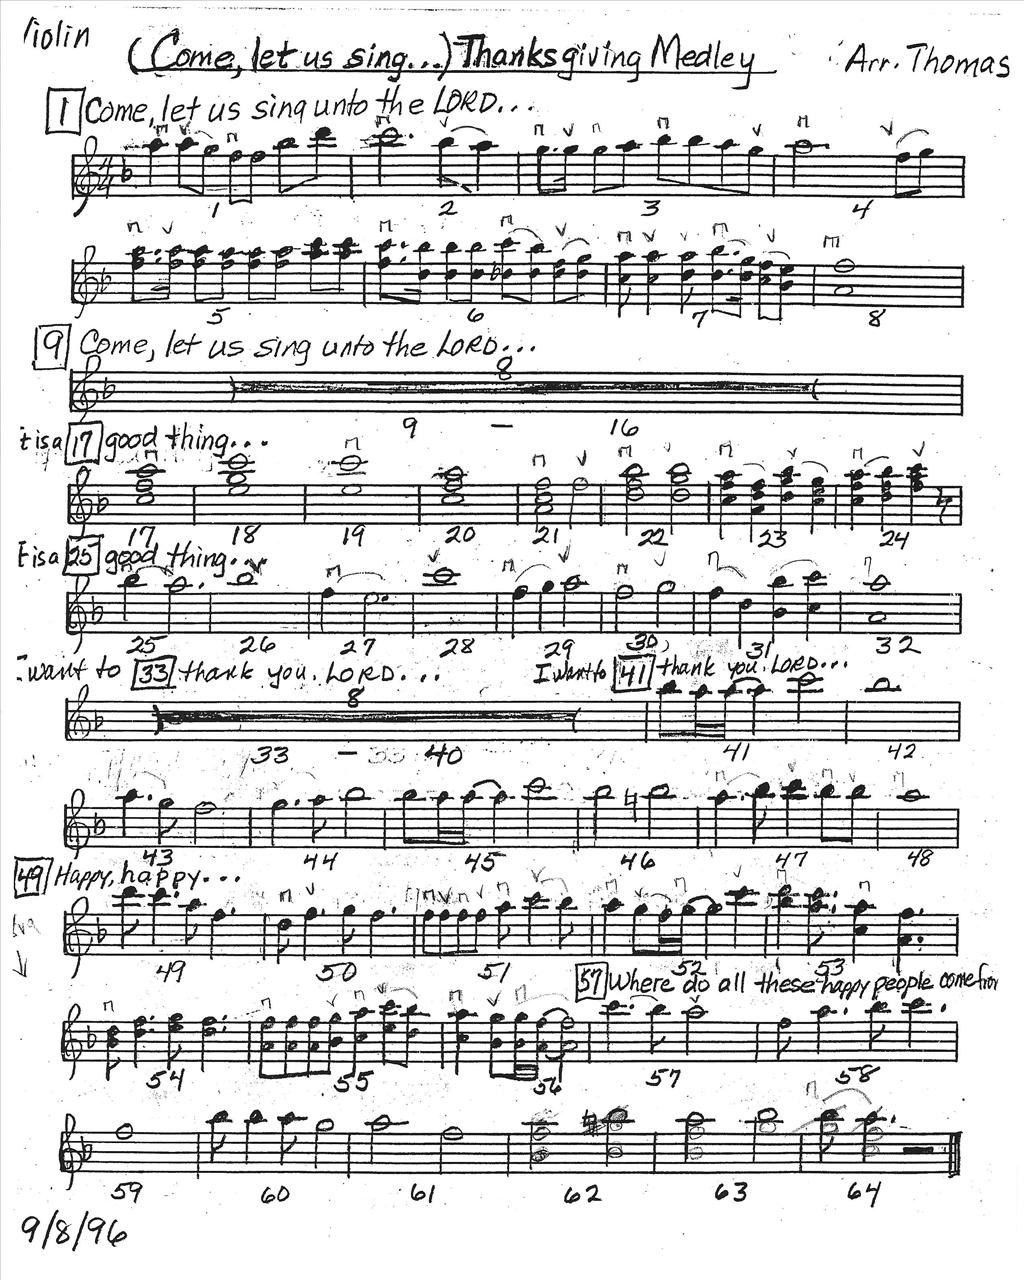 Violin
(Come, let us sing...) Thanksgiving Medley
Arr. Thomas
1 Come, let us sing unto the LORD...
1 2 3 4
5 6 7 8
9 Come, let us sing unto the LORD...
8
9 - 16
t is a 17 good thing...
17 18 19 20 21 22 23 24
t is a 25 good thing...
25 26 27 28 29 30 31 32
I want to 33 thank you, LORD... I want to 41 thank you, LORD...
8
33 - 40 41 42
43 44 45 46 47 48
49 Happy, happy...
49 50 51 52 53
57 Where do all these happy people come from
54 55 56 57 58
59 60 61 62 63 64
9/8/96